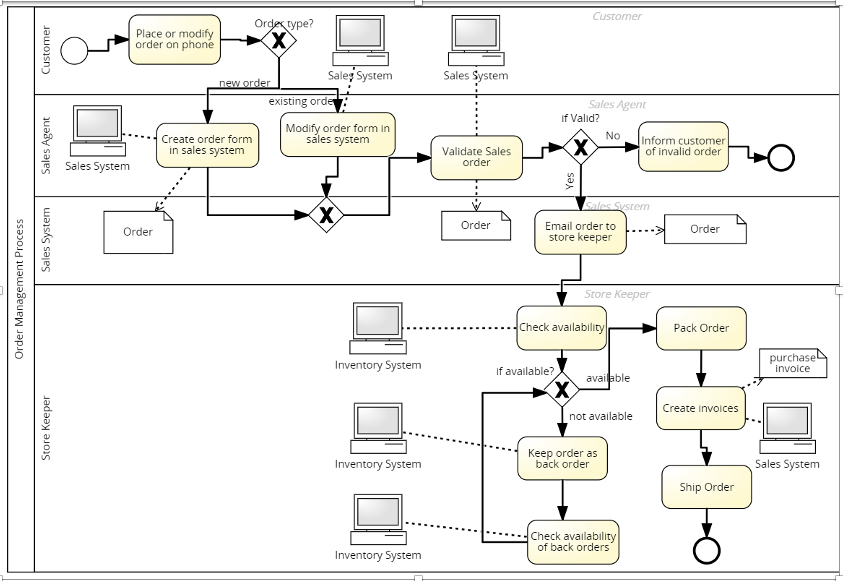 Order Management Process
Customer
Customer
Place or modify
order on phone
Order type?
Sales System
Sales System
new order
existing order
Sales Agent
Sales Agent
Sales System
Create order form
in sales system
Modify order form in
sales system
Validate Sales
order
if Valid?
No
Yes
Inform customer
of invalid order
Sales System
Sales System
Order
Order
Email order to
store keeper
Order
Store Keeper
Store Keeper
Inventory System
Check availability
Pack Order
if available?
available
not available
purchase
invoice
Create invoices
Sales System
Inventory System
Keep order as
back order
Ship Order
Inventory System
Check availability
of back orders